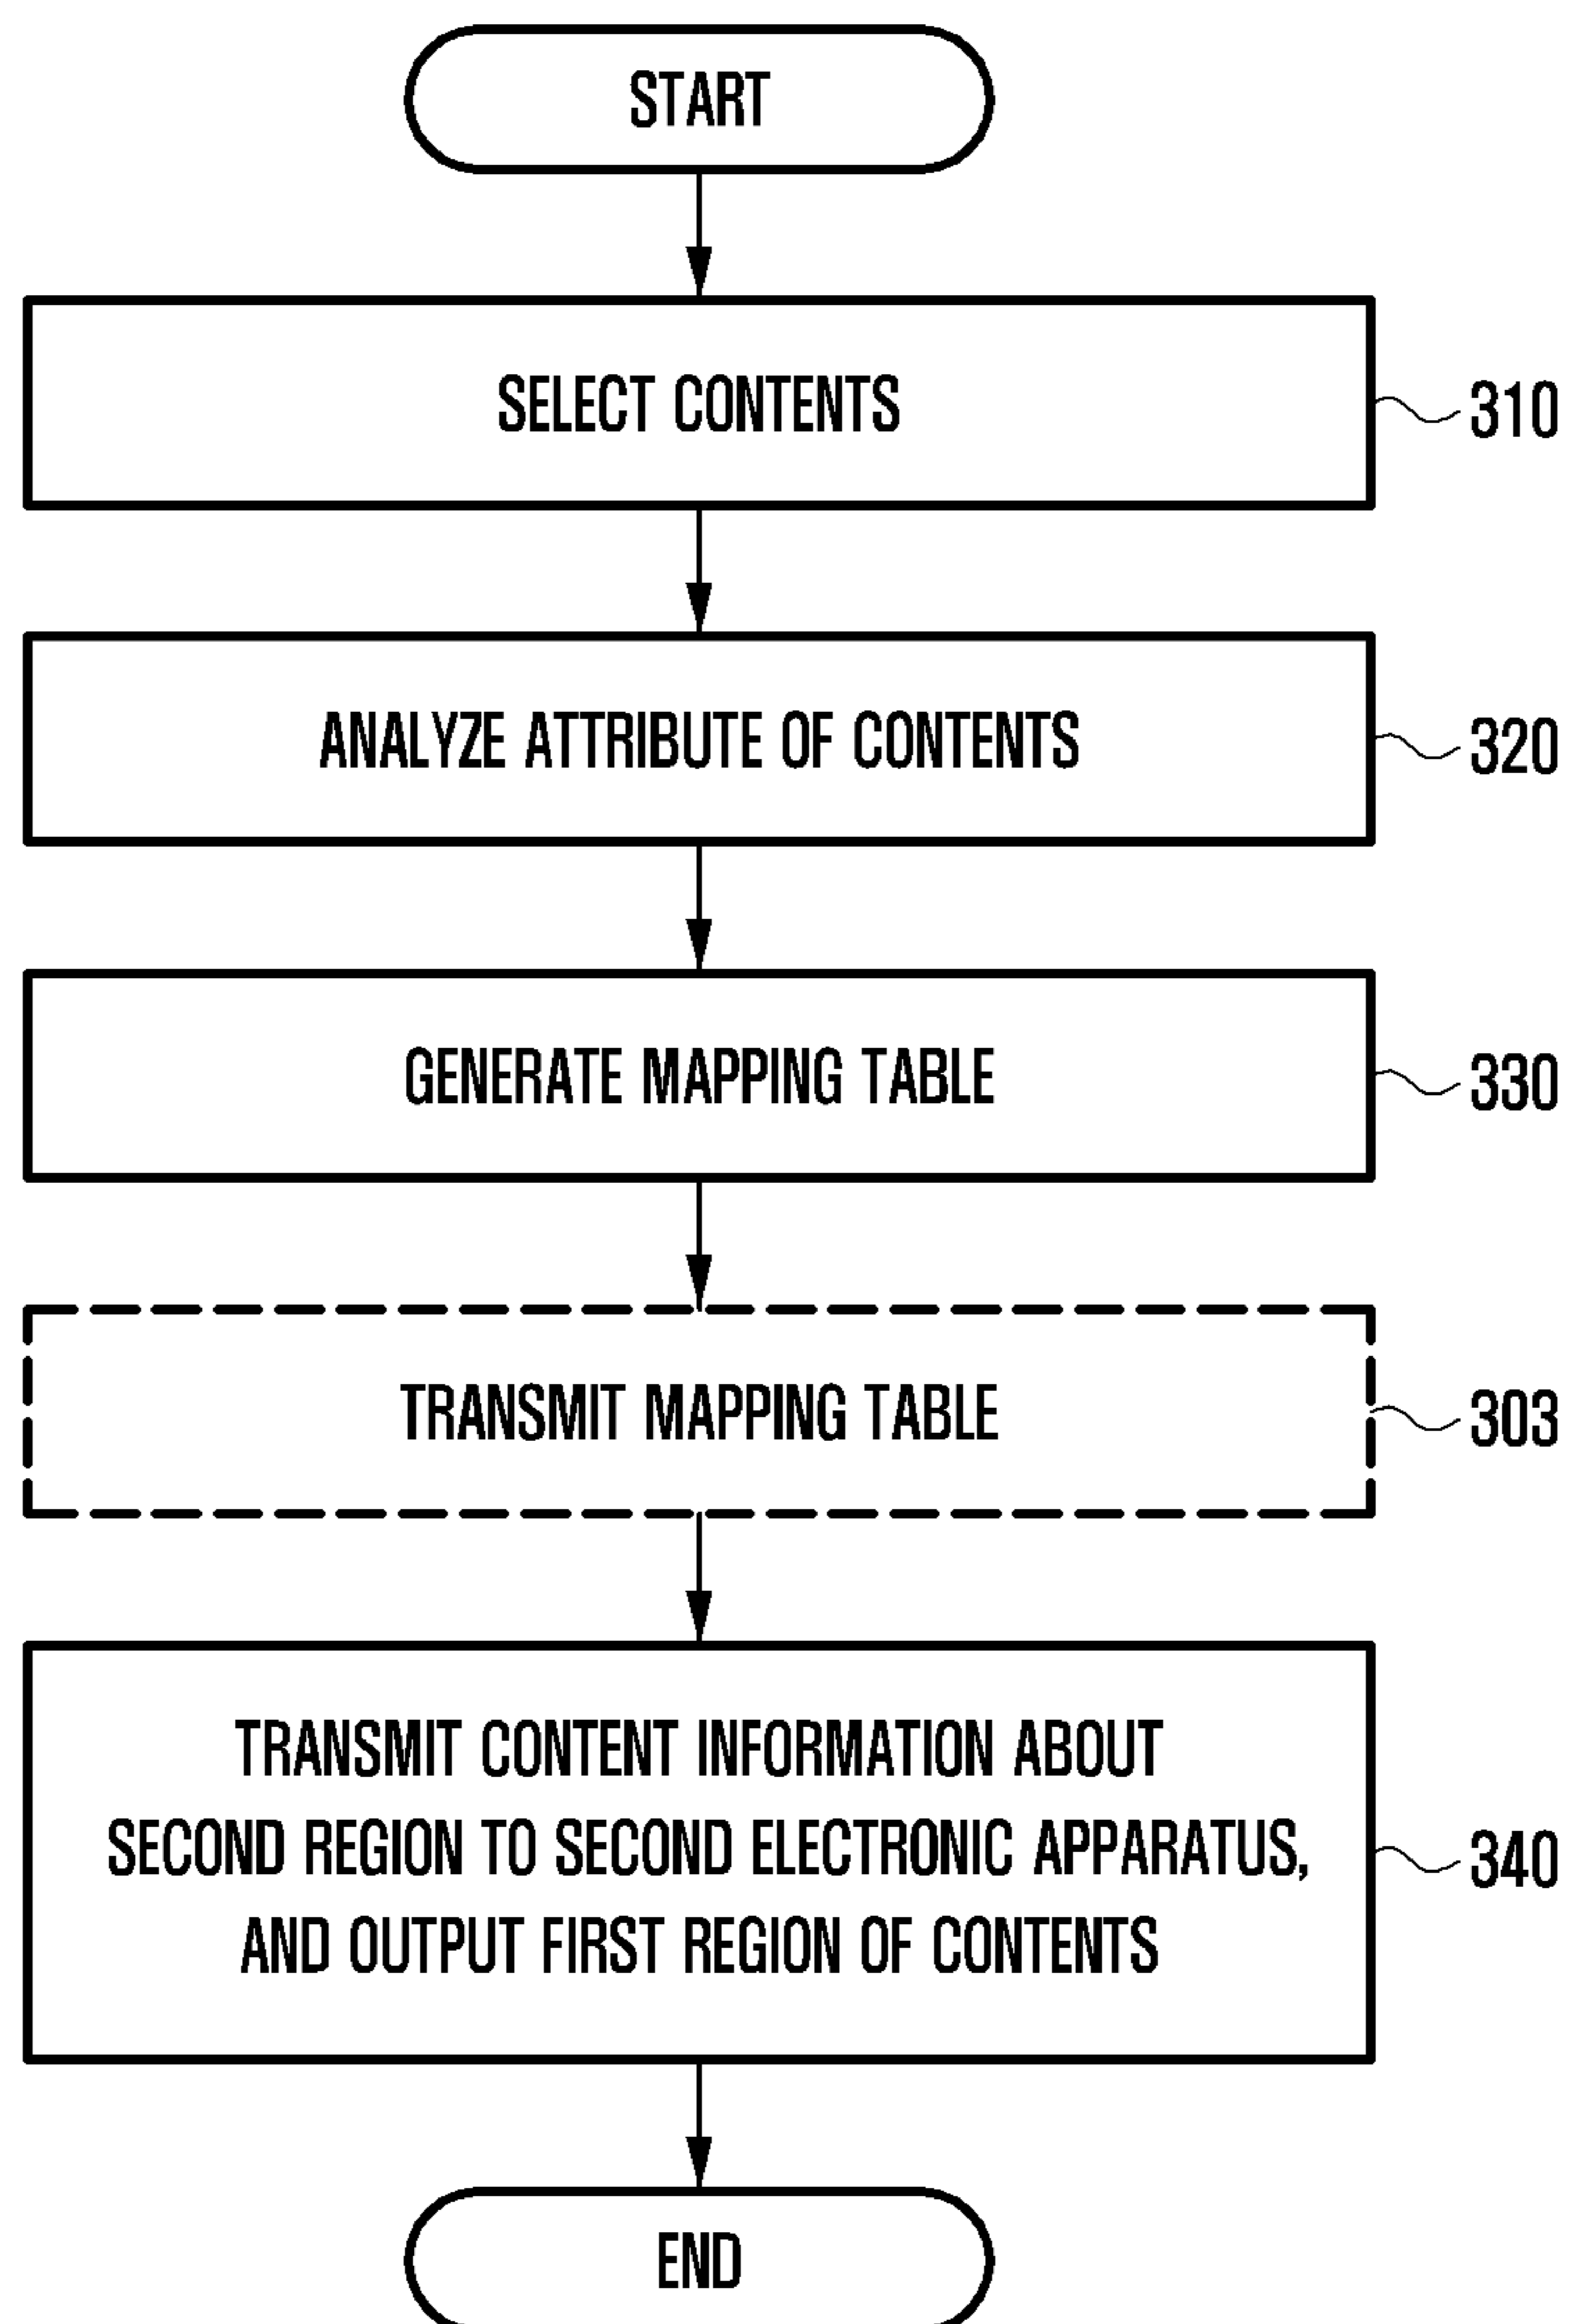 START
SELECT CONTENTS
310
ANALYZE ATTRIBUTE OF CONTENTS
320
GENERATE MAPPING TABLE
330
TRANSMIT MAPPING TABLE
303
TRANSMIT CONTENT INFORMATION ABOUT
SECOND REGION TO SECOND ELECTRONIC APPARATUS,
AND OUTPUT FIRST REGION OF CONTENTS
340
END